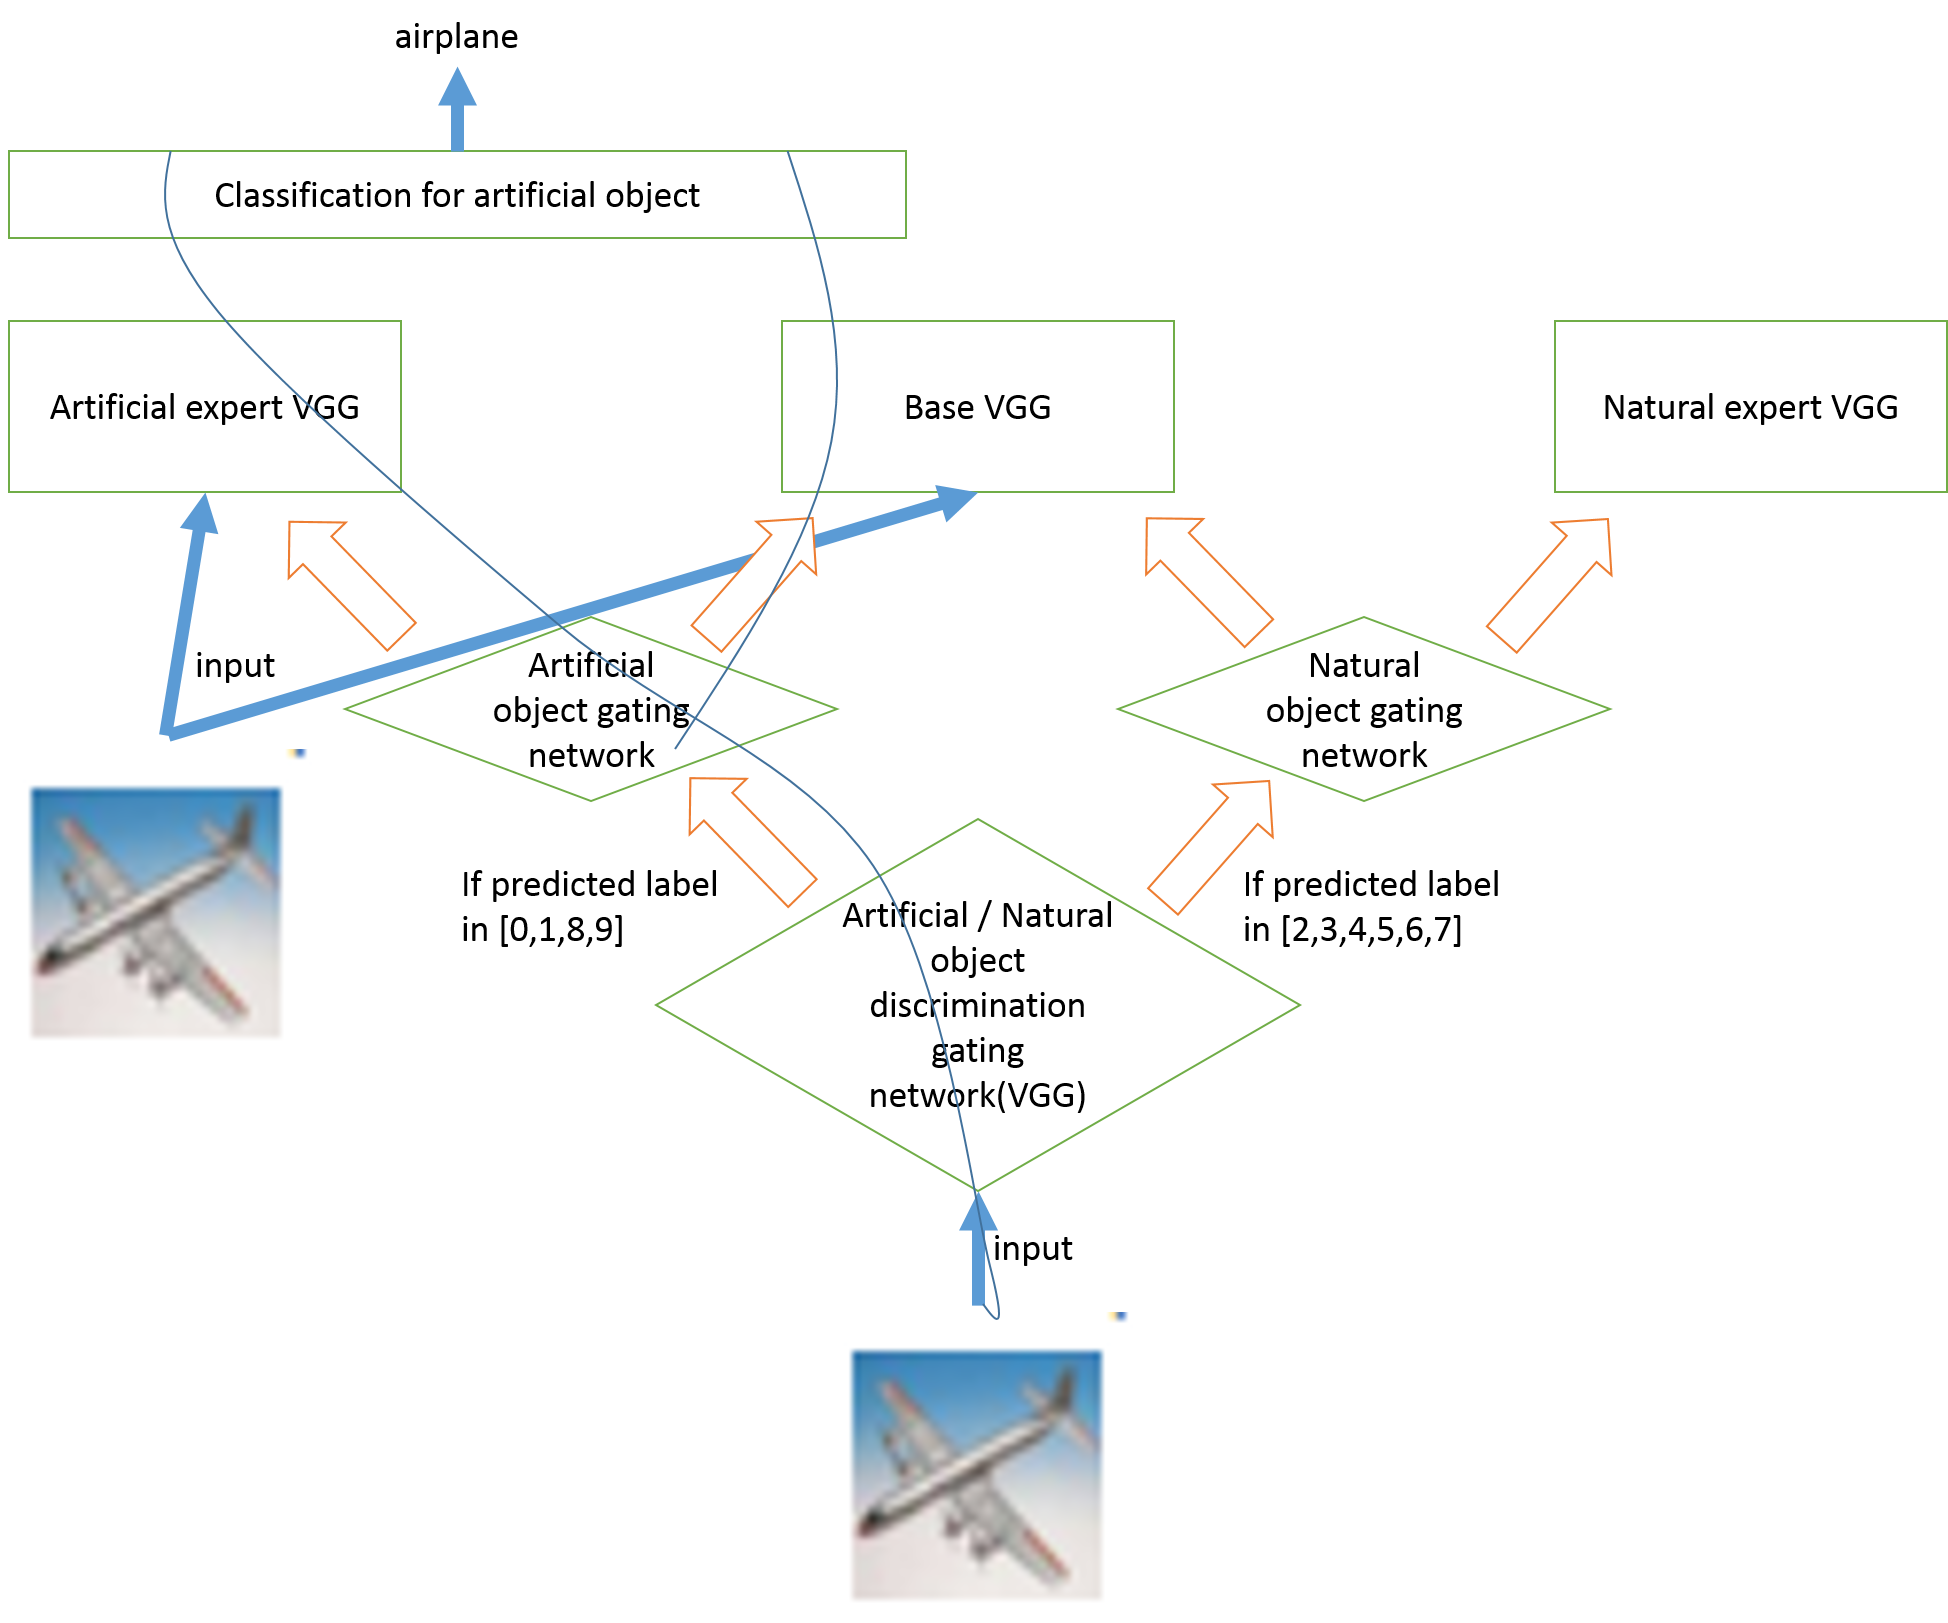 airplane
Classification for artificial object
Artificial expert VGG
Base VGG
Natural expert VGG
input
Artificial
object gating
network
Natural
object gating
network
If predicted label
in [0,1,8,9]
If predicted label
in [2,3,4,5,6,7]
Artificial / Natural
object
discrimination
gating
network(VGG)
input